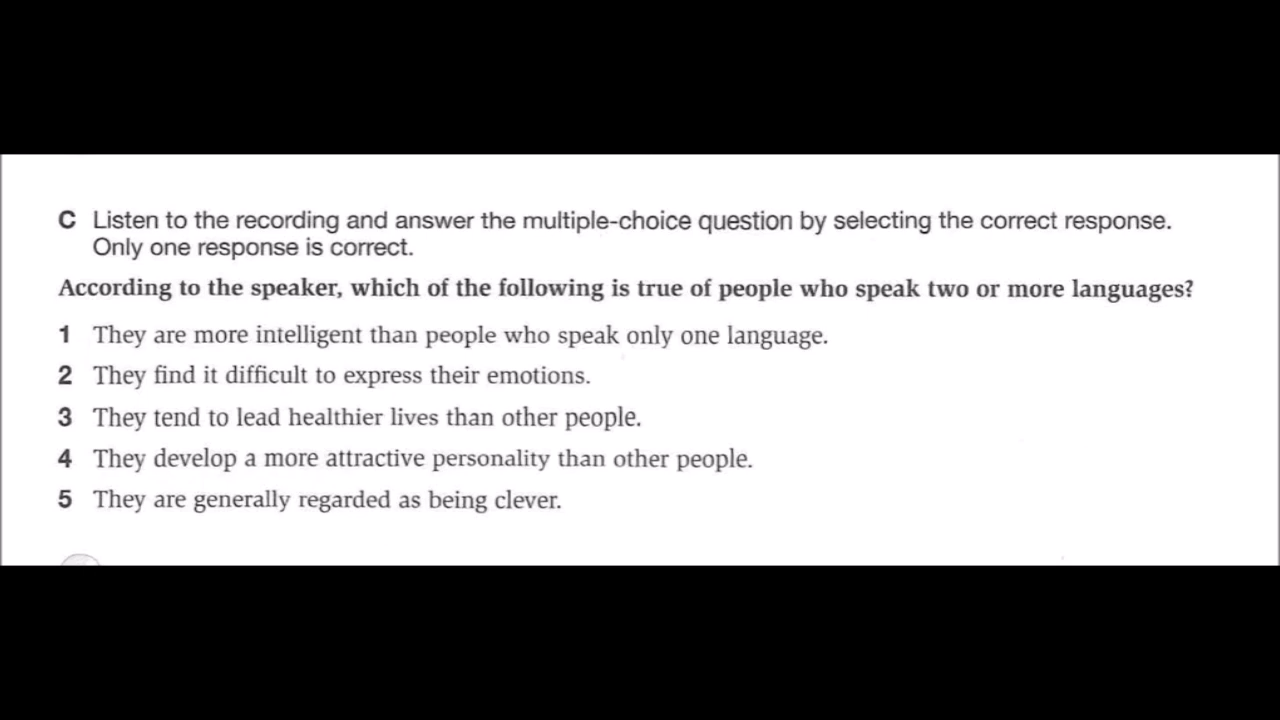 C Listen to the recording and answer the multiple-choice question by selecting the correct response.
Only one response is correct.
According to the speaker, which of the following is true of people who speak two or more languages?
1 They are more intelligent than people who speak only one language.
2 They find it difficult to express their emotions.
3 They tend to lead healthier lives than other people.
4 They develop a more attractive personality than other people.
5 They are generally regarded as being clever.